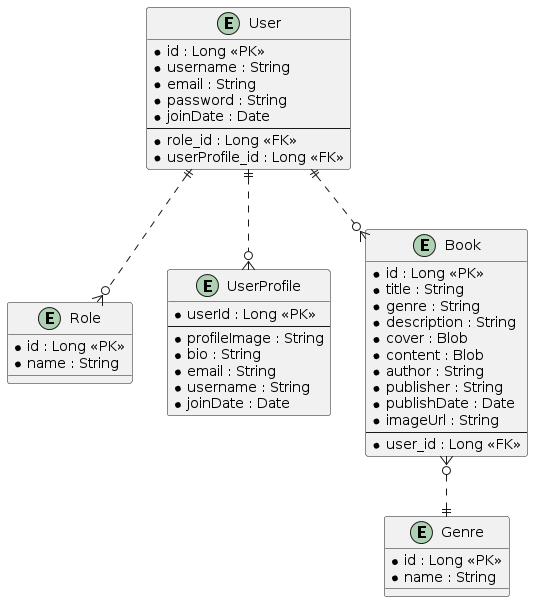 E User
id : Long «PK»
username : String
email : String
password : String
joinDate : Date
role_id : Long «FK»
userProfile_id : Long «FK»
E Role
id : Long «PK»
name : String
E UserProfile
userId : Long «PK»
profileImage : String
bio : String
email : String
username : String
joinDate : Date
E Book
id : Long «PK»
title : String
genre : String
description : String
cover : Blob
content : Blob
author : String
publisher : String
publishDate : Date
imageUrl : String
user_id : Long «FK»
E Genre
id : Long «PK»
name : String